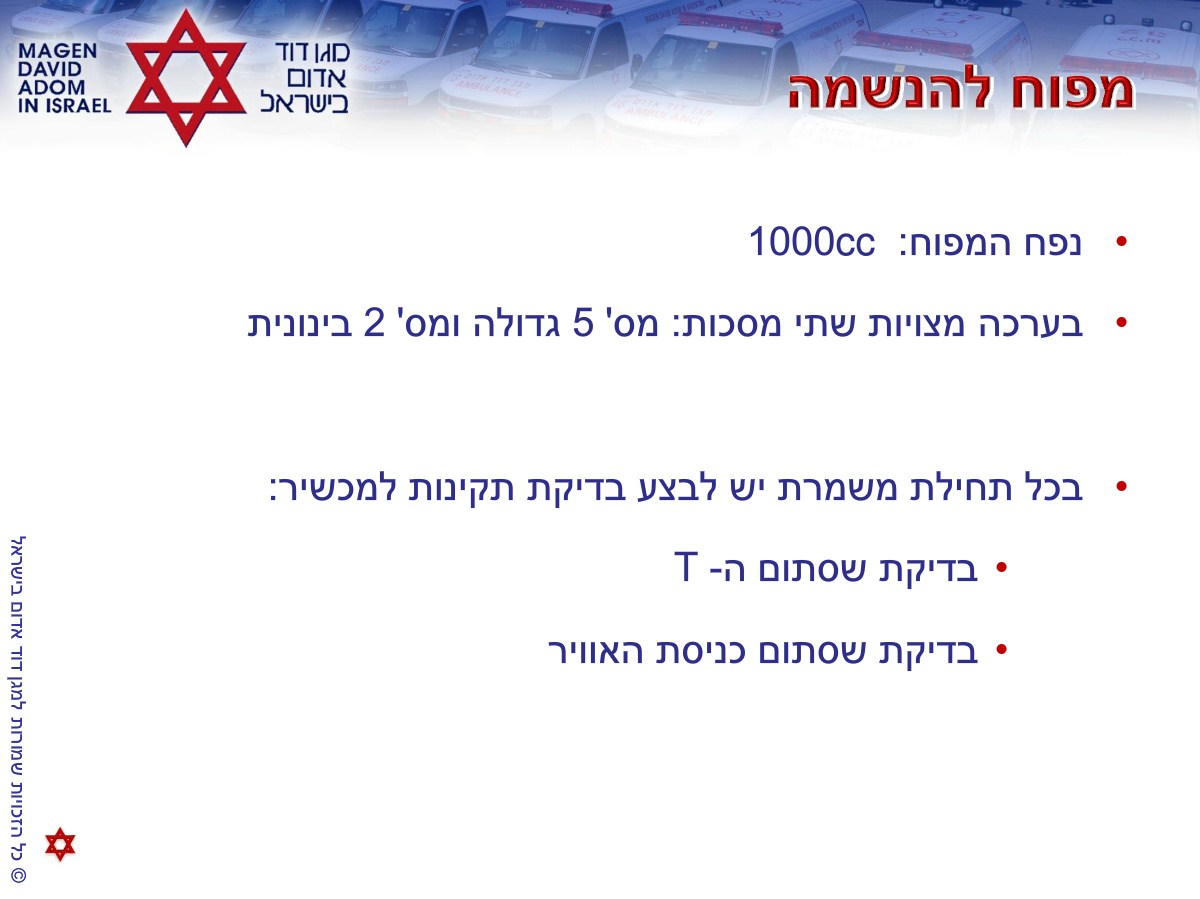 MAGEN
DAVID
ADOM
IN ISRAEL
מגן דוד
אדום
בישראל
מפוח להנשמה
• נפח המפוח: 1000cc
• בערכה מצויות שתי מסכות: מס' 5 גדולה ומס' 2 בינונית
• בכל תחילת משמרת יש לבצע בדיקת תקינות למכשיר:
• בדיקת שסתום ה- T
• בדיקת שסתום כניסת האוויר
© כל הזכויות שמורות למגן דוד אדום בישראל